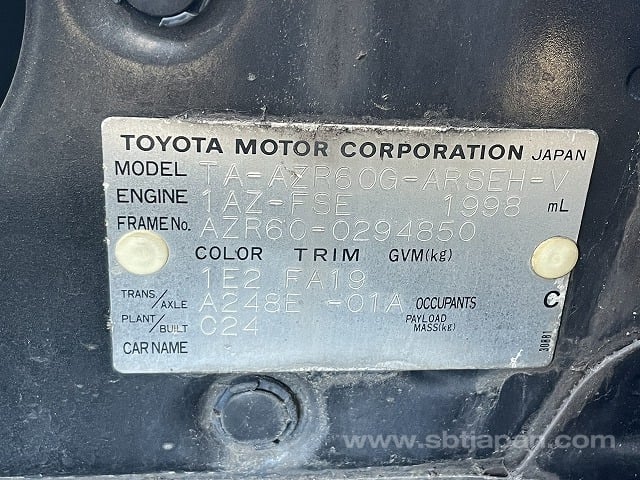 TOYOTA MOTOR CORPORATION JAPAN
MODEL TA-AZR60G-ARSEH-V
ENGINE 1AZ-FSE 1998 mL
FRAME No. AZR60-0294850
COLOR TRIM GVM(kg)
1E2 FA19
TRANS/AXLE A248E -01A OCCUPANTS C
PLANT/BUILT C24 PAYLOAD MASS(kg)
CAR NAME
30881
www.sbtjapan.com